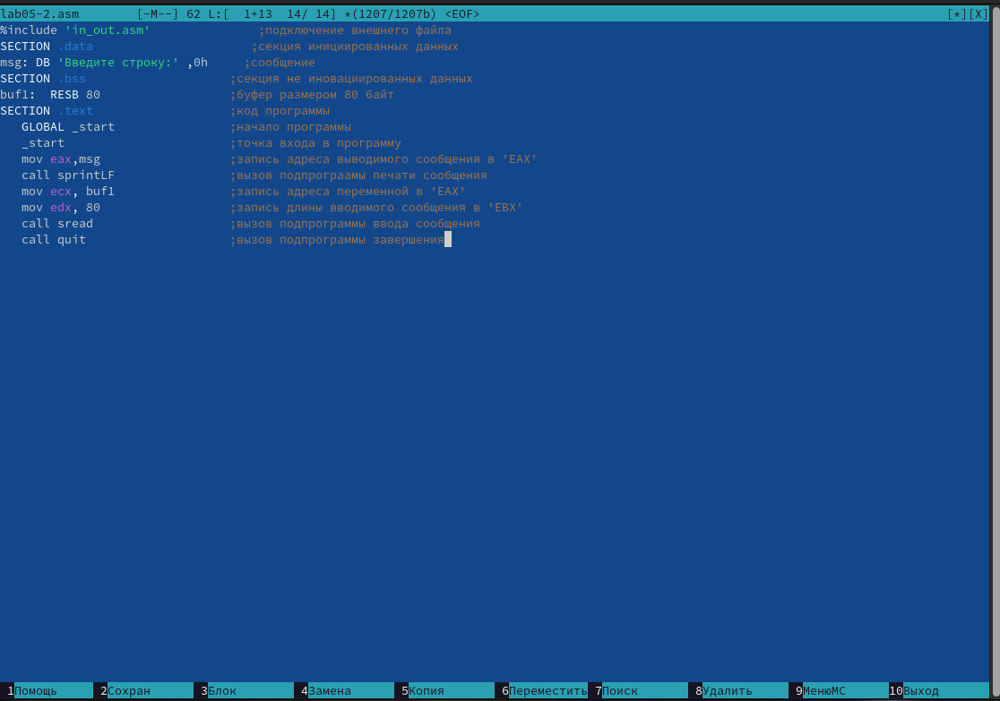 lab05-2.asm [-M--] 62 L:[ 1+13 14/ 14] *(1207/1207b) <EOF> [*][X]
%include 'in_out.asm' ;подключение внешнего файла
SECTION .data ;секция инициированных данных
msg: DB 'Введите строку:' ,0h ;сообщение
SECTION .bss ;секция не иновациированных данных
buf1: RESB 80 ;буфер размером 80 байт
SECTION .text ;код программы
GLOBAL _start ;начало программы
_start ;точка входа в программу
mov eax,msg ;запись адреса выводимого сообщения в 'EAX'
call sprintLF ;вызов подпрограамы печати сообщения
mov ecx, buf1 ;запись адреса переменной в 'EAX'
mov edx, 80 ;запись длины вводимого сообщения в 'EBX'
call sread ;вызов подпрограммы ввода сообщения
call quit ;вызов подпрограммы завершения
1Помощь 2Сохран 3Блок 4Замена 5Копия 6Переместить 7Поиск 8Удалить 9МенюМС 10Выход